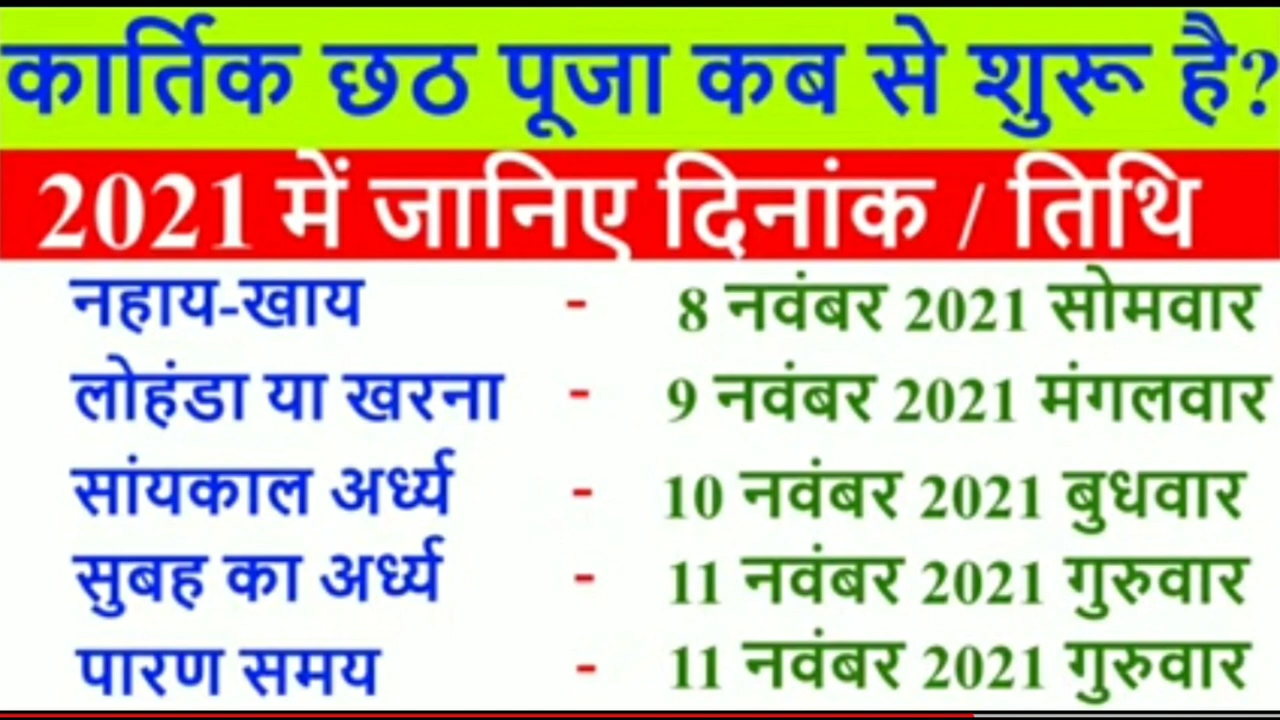 कार्तिक छठ पूजा कब से शुरू है?
2021 में जानिए दिनांक / तिथि
नहाय-खाय - 8 नवंबर 2021 सोमवार
लोहंडा या खरना - 9 नवंबर 2021 मंगलवार
सांयकाल अर्ध्य - 10 नवंबर 2021 बुधवार
सुबह का अर्ध्य - 11 नवंबर 2021 गुरुवार
पारण समय - 11 नवंबर 2021 गुरुवार